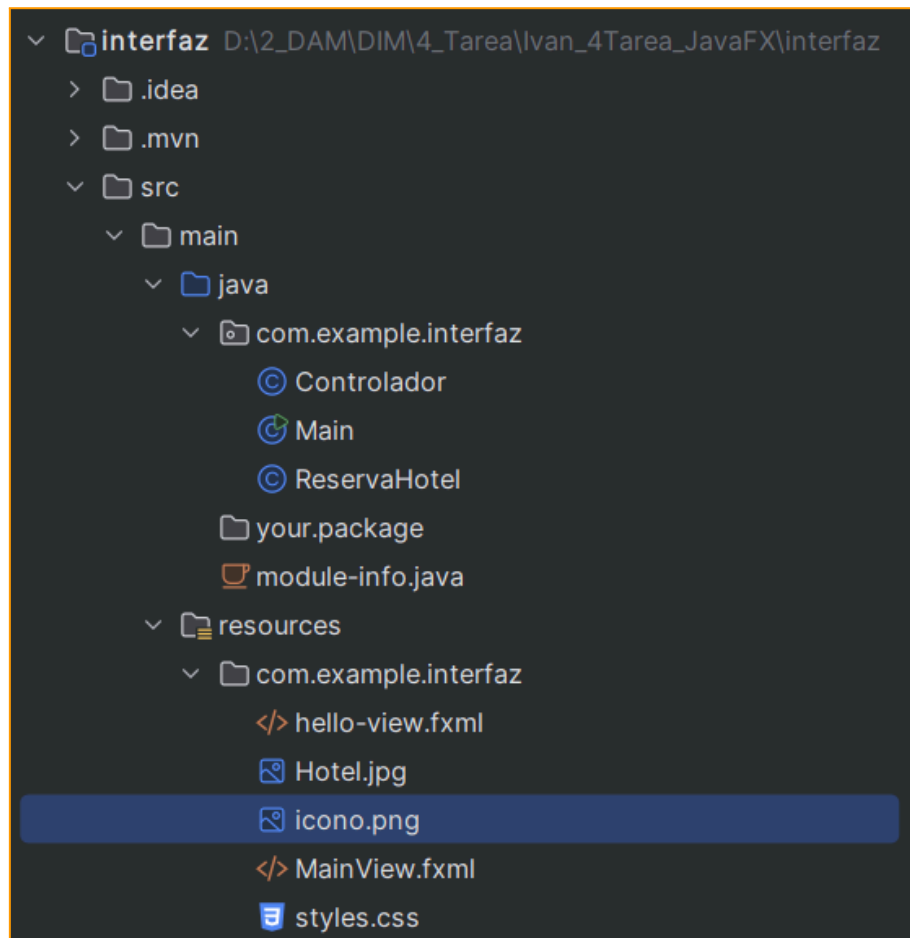 interfaz D:\2_DAM\DIM\4_Tarea\Ivan_4Tarea_JavaFX\interfaz
.idea
.mvn
src
main
java
com.example.interfaz
Controlador
Main
ReservaHotel
your.package
module-info.java
resources
com.example.interfaz
hello-view.fxml
Hotel.jpg
icono.png
MainView.fxml
styles.css